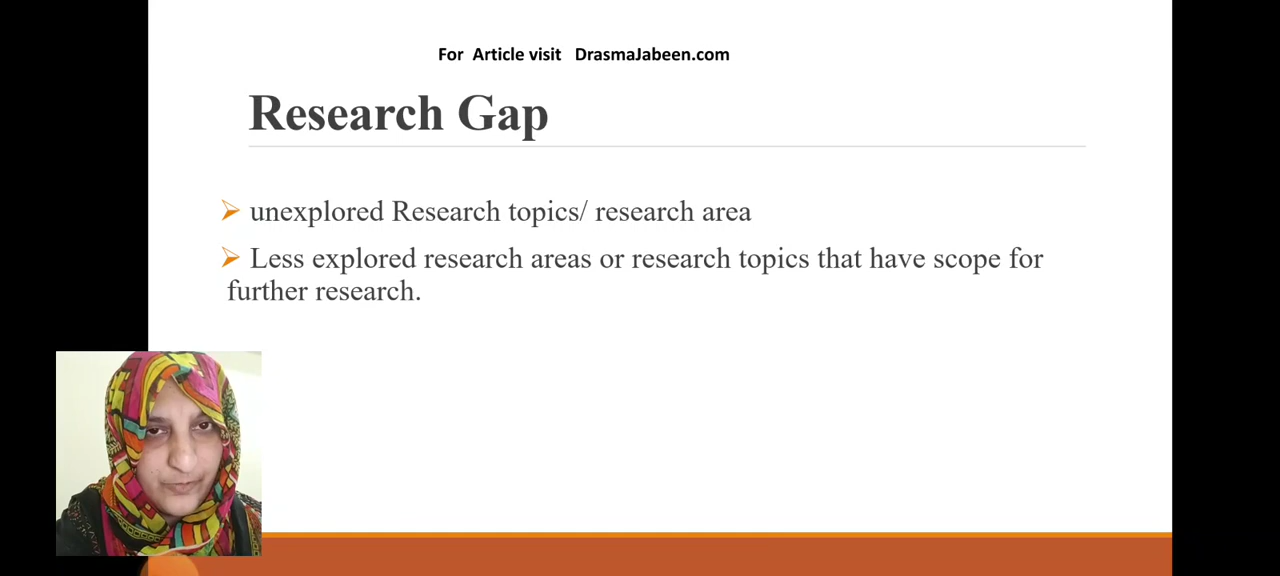 For Article visit DrasmaJabeen.com
Research Gap
unexplored Research topics/ research area
Less explored research areas or research topics that have scope for
further research.